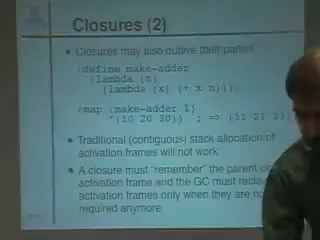 Closures (2)
Closures may also outlive their parent
(define make-adder
(lambda (n)
(lambda (x) (+ x n))))
(map (make-adder 1)
'(10 20 30)) ; => (11 21 31)
Traditional (contiguous) stack allocation of
activation frames will not work
A closure must "remember" the parent
activation frame and the GC must
activation frames only when they are
required anymore